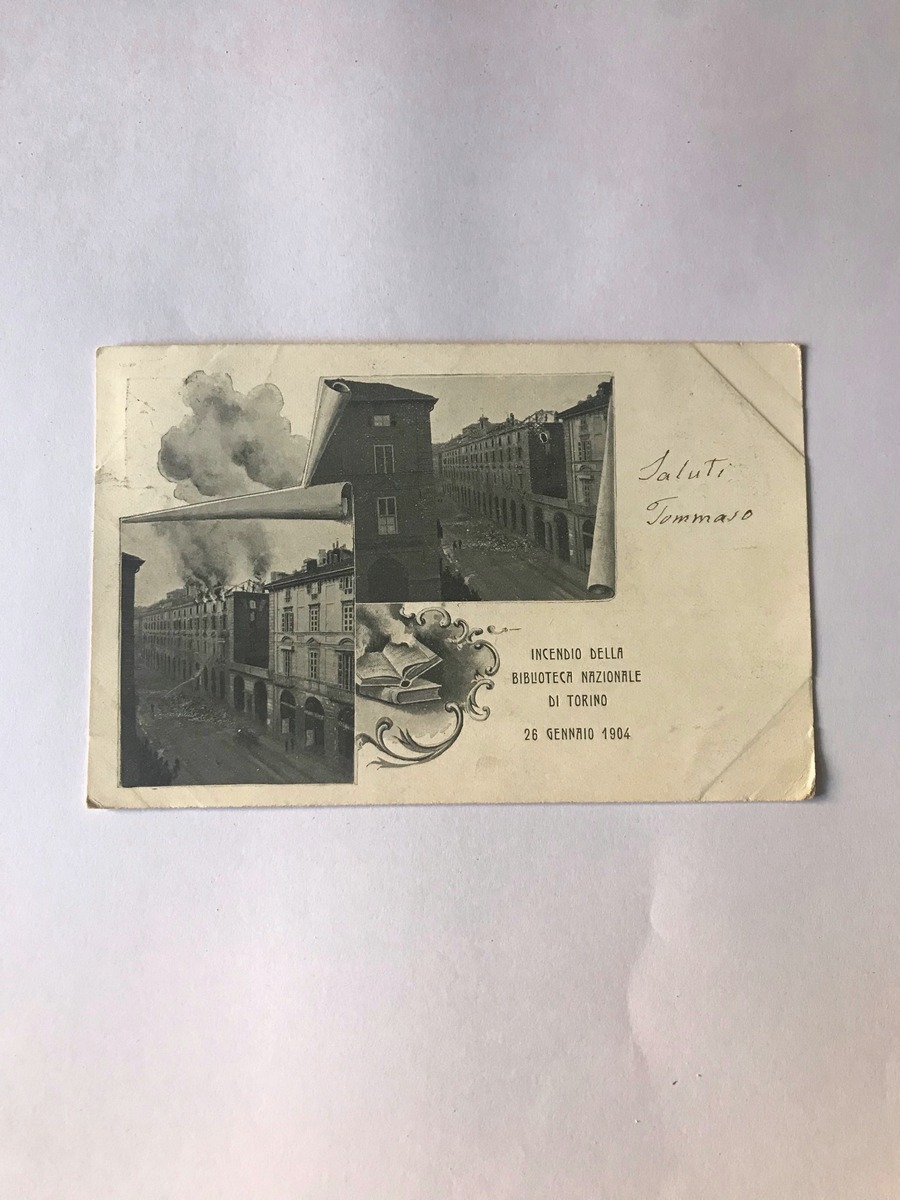 Saluti
Tommaso
INCENDIO DELLA
BIBLIOTECA NAZIONALE
DI TORINO
26 GENNAIO 1904